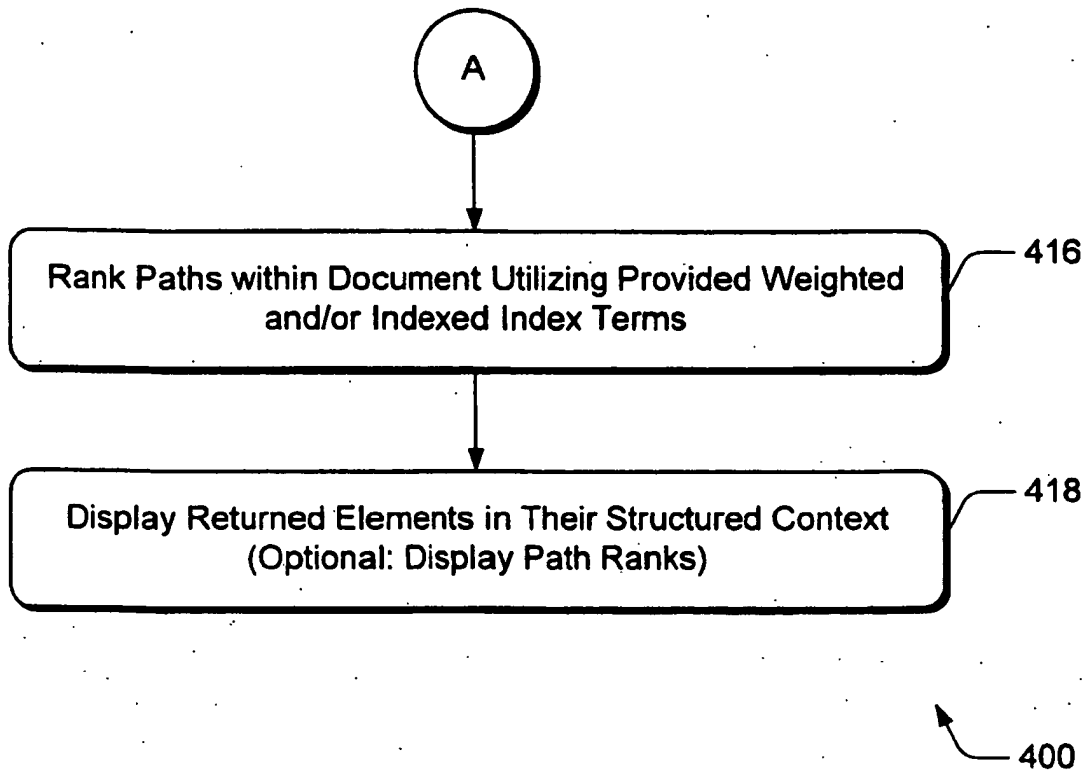 A
Rank Paths within Document Utilizing Provided Weighted
and/or Indexed Index Terms
416
Display Returned Elements in Their Structured Context
(Optional: Display Path Ranks)
418
400